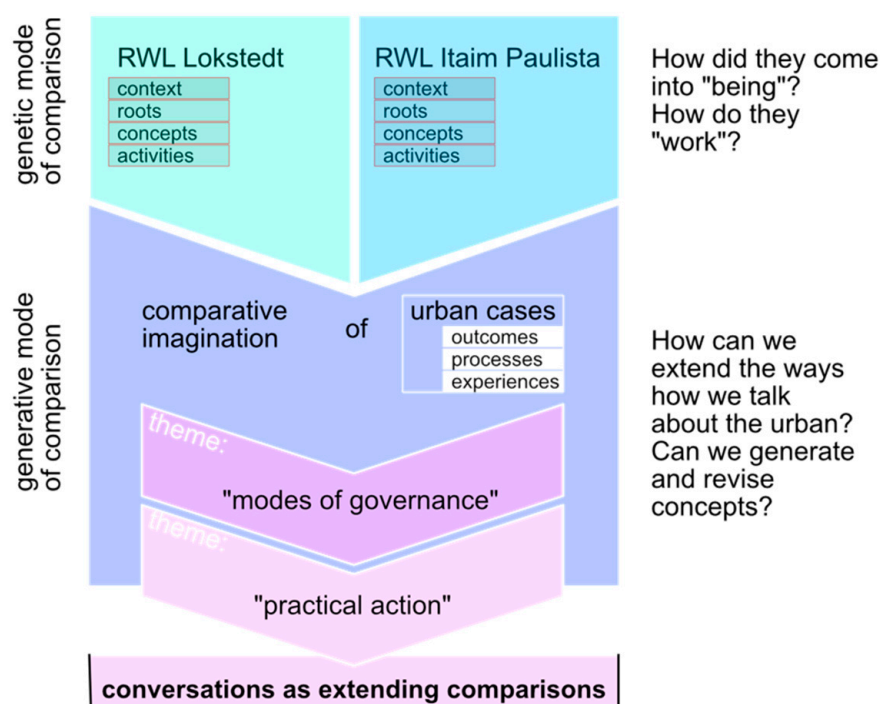 genetic mode
of comparison
RWL Lokstedt
context
roots
concepts
activities
RWL Itaim Paulista
context
roots
concepts
activities
How did they come
into "being"?
How do they
"work"?
generative mode
of comparison
comparative
imagination
of
urban cases
outcomes
processes
experiences
How can we
extend the ways
how we talk
about the urban?
Can we generate
and revise
concepts?
theme:
"modes of governance"
theme:
"practical action"
conversations as extending comparisons